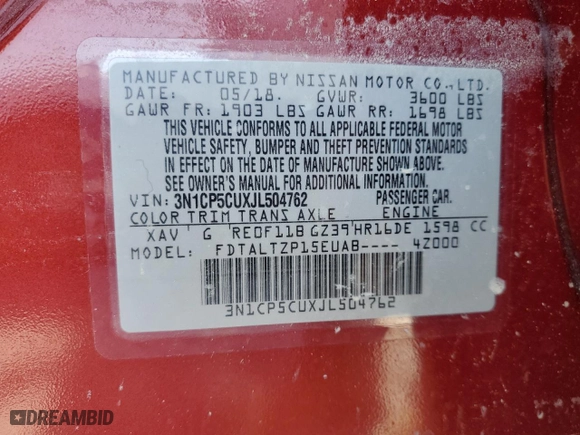 MANUFACTURED BY NISSAN MOTOR CO., LTD.
DATE: 05/18. GVWR: 3600 LBS
GAWR FR: 1903 LBS GAWR RR: 1698 LBS
THIS VEHICLE CONFORMS TO ALL APPLICABLE FEDERAL MOTOR
VEHICLE SAFETY, BUMPER AND THEFT PREVENTION STANDARDS
IN EFFECT ON THE DATE OF MANUFACTURE SHOWN ABOVE.
SEE OWNER'S MANUAL FOR ADDITIONAL INFORMATION.
VIN: 3N1CP5CUXJL504762 PASSENGER CAR.
COLOR TRIM TRANS AXLE ENGINE
XAV G RE0F11B GZ39 HR16DE 1598 CC
MODEL: FDTALTZP15EUAB---- 4Z000
3N1CP5CUXJL504762
DREAMBID